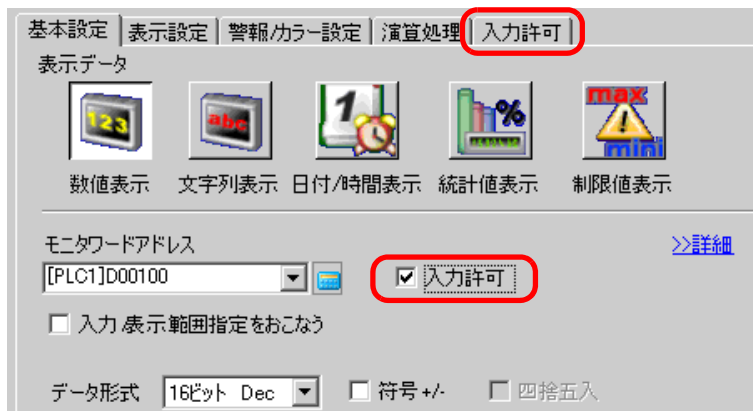 基本設定 表示設定 警報/カラー設定 演算処理 入力許可
表示データ
123 abc 1 % max mini
数値表示 文字列表示 日付/時間表示 統計値表示 制限値表示
モニタワードアドレス >>詳細
[PLC1]D00100 入力許可
入力/表示範囲指定をおこなう
データ形式 16ビット Dec 符号+/- 四捨五入